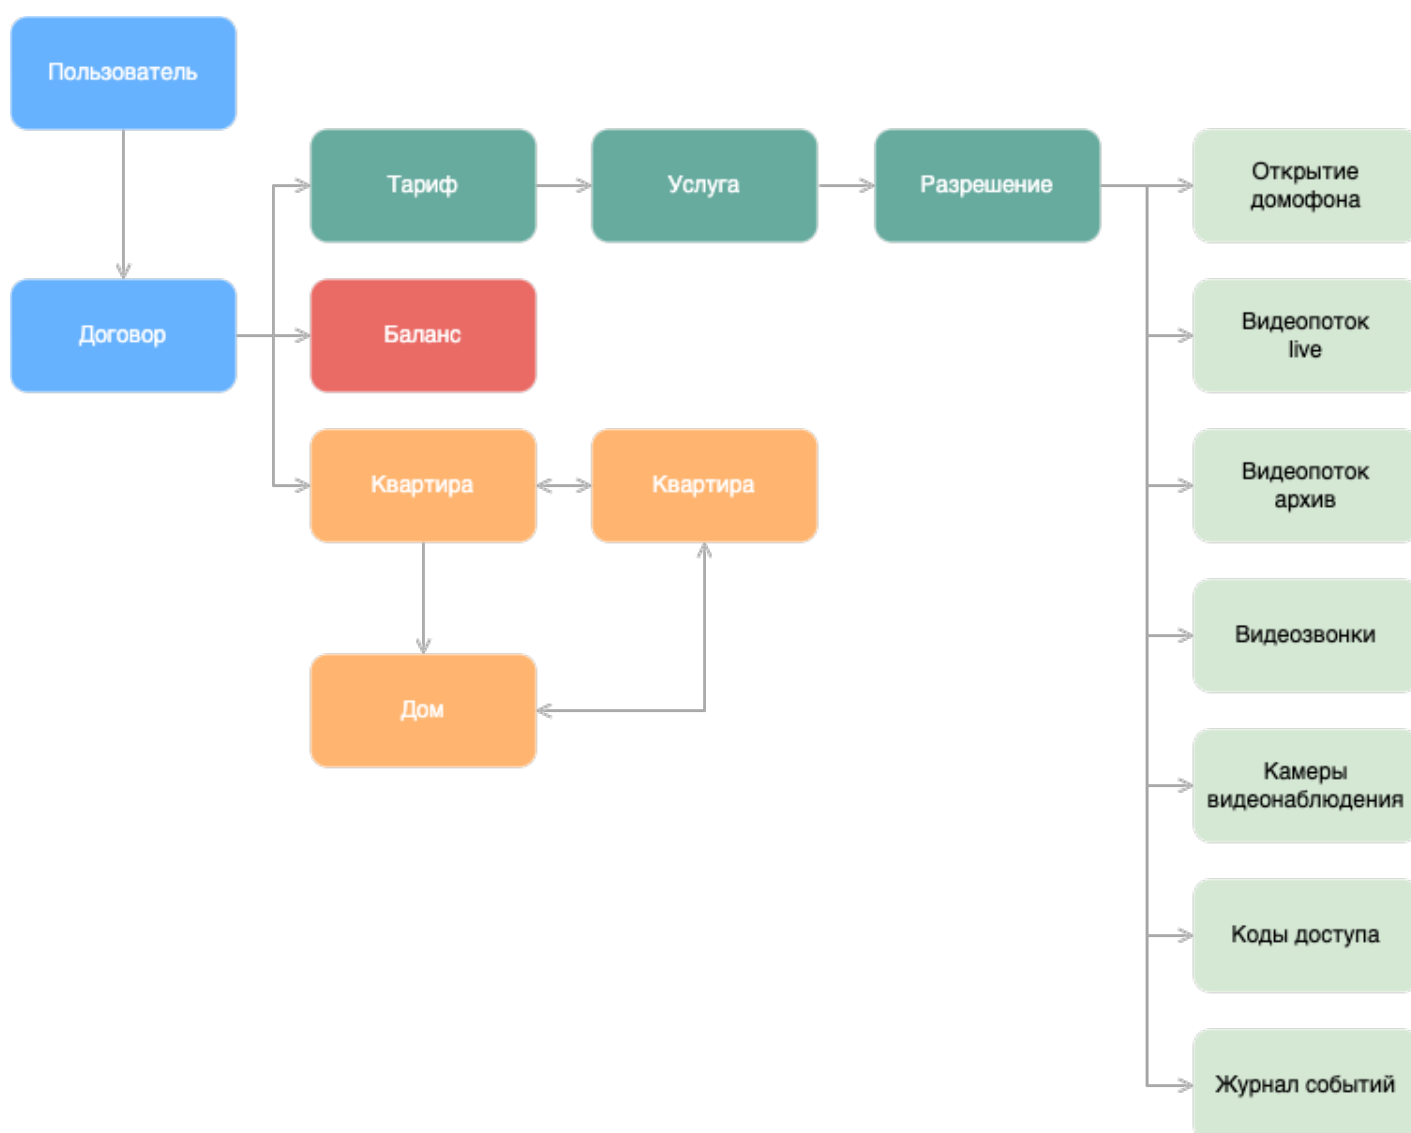 Пользователь
Тариф
Услуга
Разрешение
Открытие
домофона
Договор
Баланс
Видеопоток
live
Квартира
Квартира
Видеопоток
архив
Видеозвонки
Дом
Камеры
видеонаблюдения
Коды доступа
Журнал событий